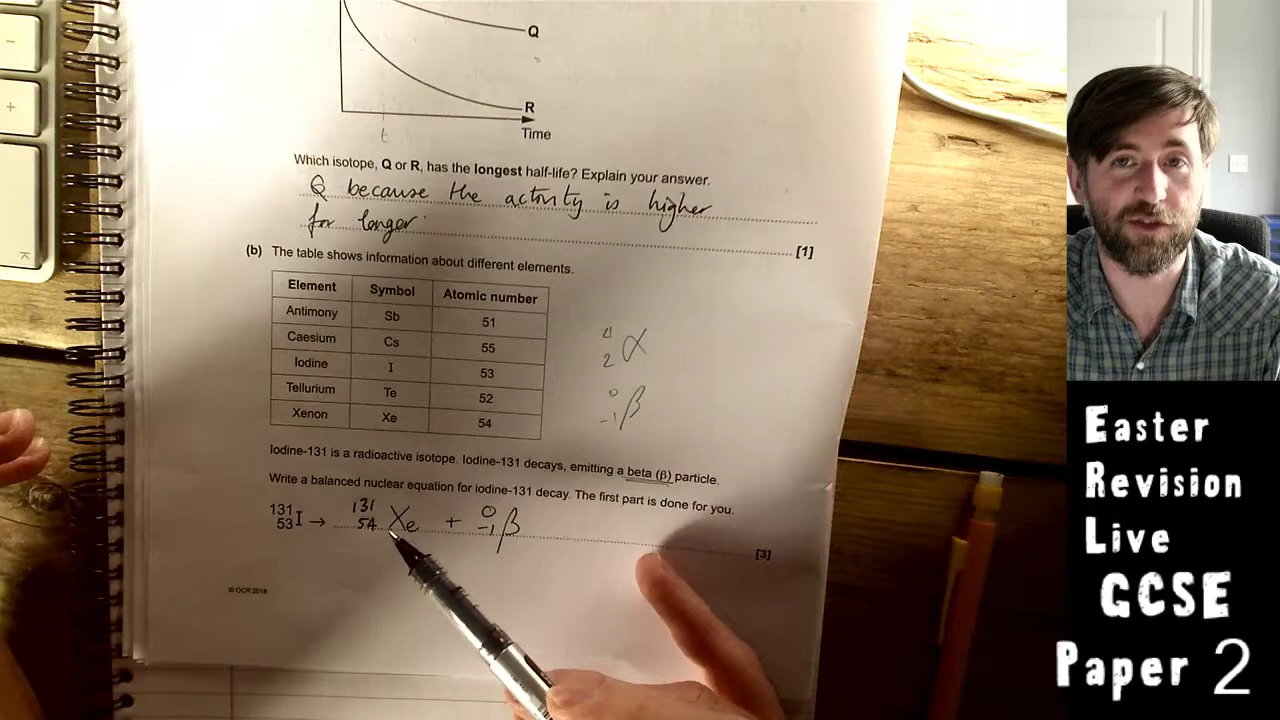 Q
R
Time
t
Which isotope, Q or R, has the longest half-life? Explain your answer.
Q because the activity is higher
for longer.
[1]
(b) The table shows information about different elements.
Element Symbol Atomic number
Antimony Sb 51
Caesium Cs 55
Iodine I 53
Tellurium Te 52
Xenon Xe 54
4
2 α
0
-1 β
Iodine-131 is a radioactive isotope. Iodine-131 decays, emitting a beta (β) particle.
Write a balanced nuclear equation for iodine-131 decay. The first part is done for you.
131 131 0
53 I → 54 Xe + -1 β
[3]
© OCR 2018
Easter
Revision
Live
GCSE
Paper 2